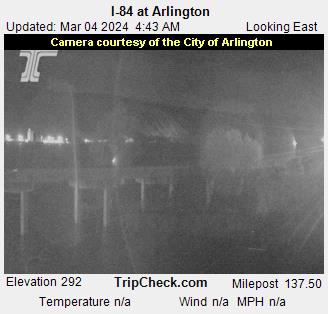 I-84 at Arlington
Updated: Mar 04 2024 4:43 AM Looking East
Camera courtesy of the City of Arlington
Elevation 292 TripCheck.com Milepost 137.50
Temperature n/a Wind n/a MPH n/a